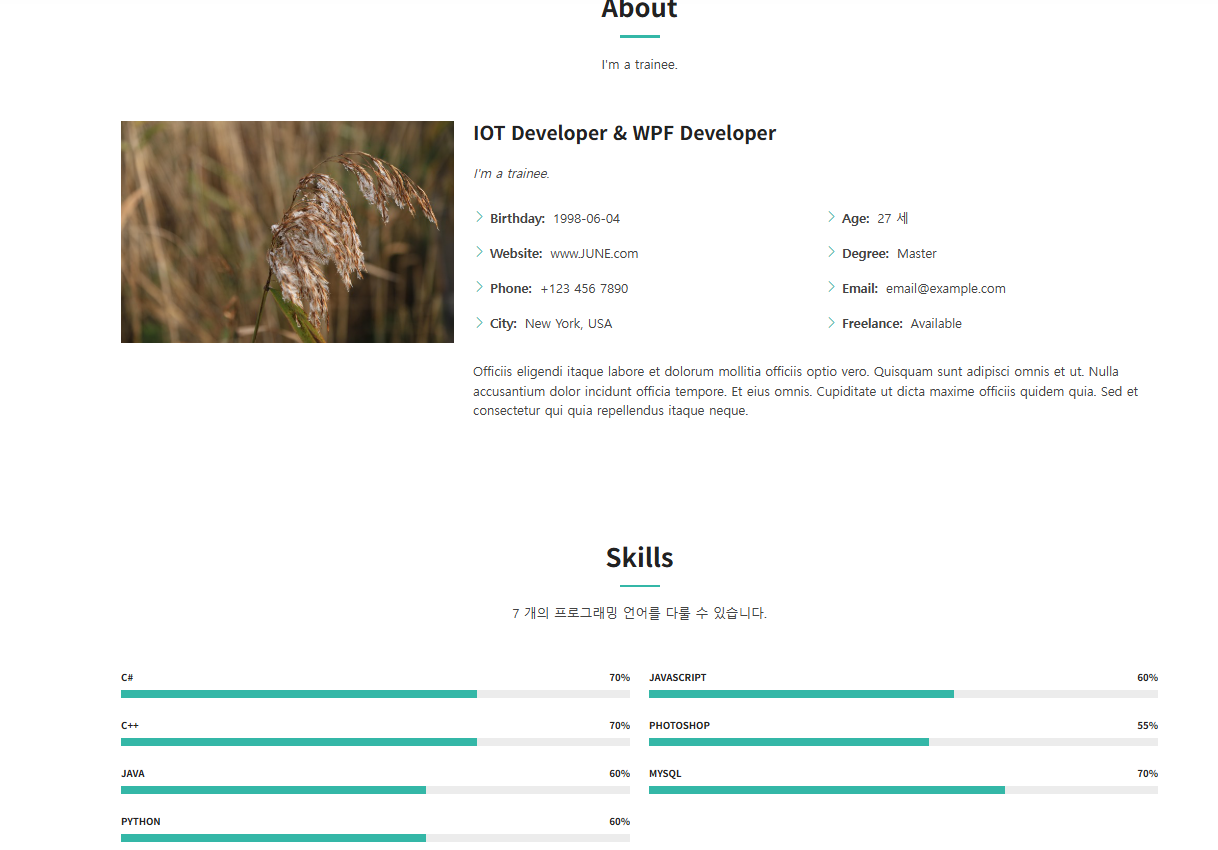 About
I'm a trainee.
IOT Developer & WPF Developer
I'm a trainee.
Birthday: 1998-06-04
Age: 27 세
Website: www.JUNE.com
Degree: Master
Phone: +123 456 7890
Email: email@example.com
City: New York, USA
Freelance: Available
Officiis eligendi itaque labore et dolorum mollitia officiis optio vero. Quisquam sunt adipisci omnis et ut. Nulla
accusantium dolor incidunt officia tempore. Et eius omnis. Cupiditate ut dicta maxime officiis quidem quia. Sed et
consectetur qui quia repellendus itaque neque.
Skills
7 개의 프로그래밍 언어를 다룰 수 있습니다.
C# 70%
JAVASCRIPT 60%
C++ 70%
PHOTOSHOP 55%
JAVA 60%
MYSQL 70%
PYTHON 60%